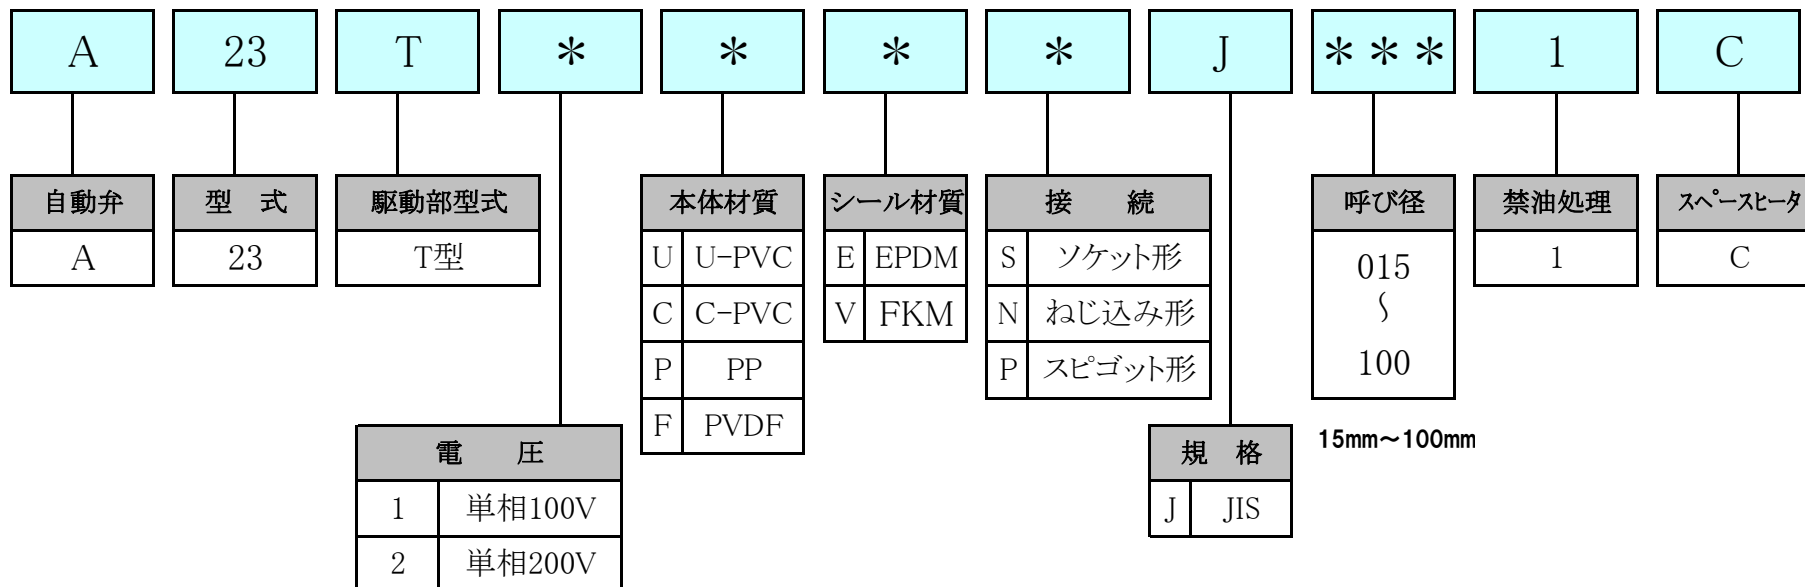 A 23 T * * * * J *** 1 C
自動弁 型 式 駆動部型式 本体材質 シール材質 接 続 呼び径 禁油処理 スペースヒータ
A 23 T型 U U-PVC E EPDM S ソケット形 015 1 C
C C-PVC V FKM N ねじ込み形 〜
P PP P スピゴット形 100
F PVDF
電 圧 規 格 15mm〜100mm
1 単相100V J JIS
2 単相200V